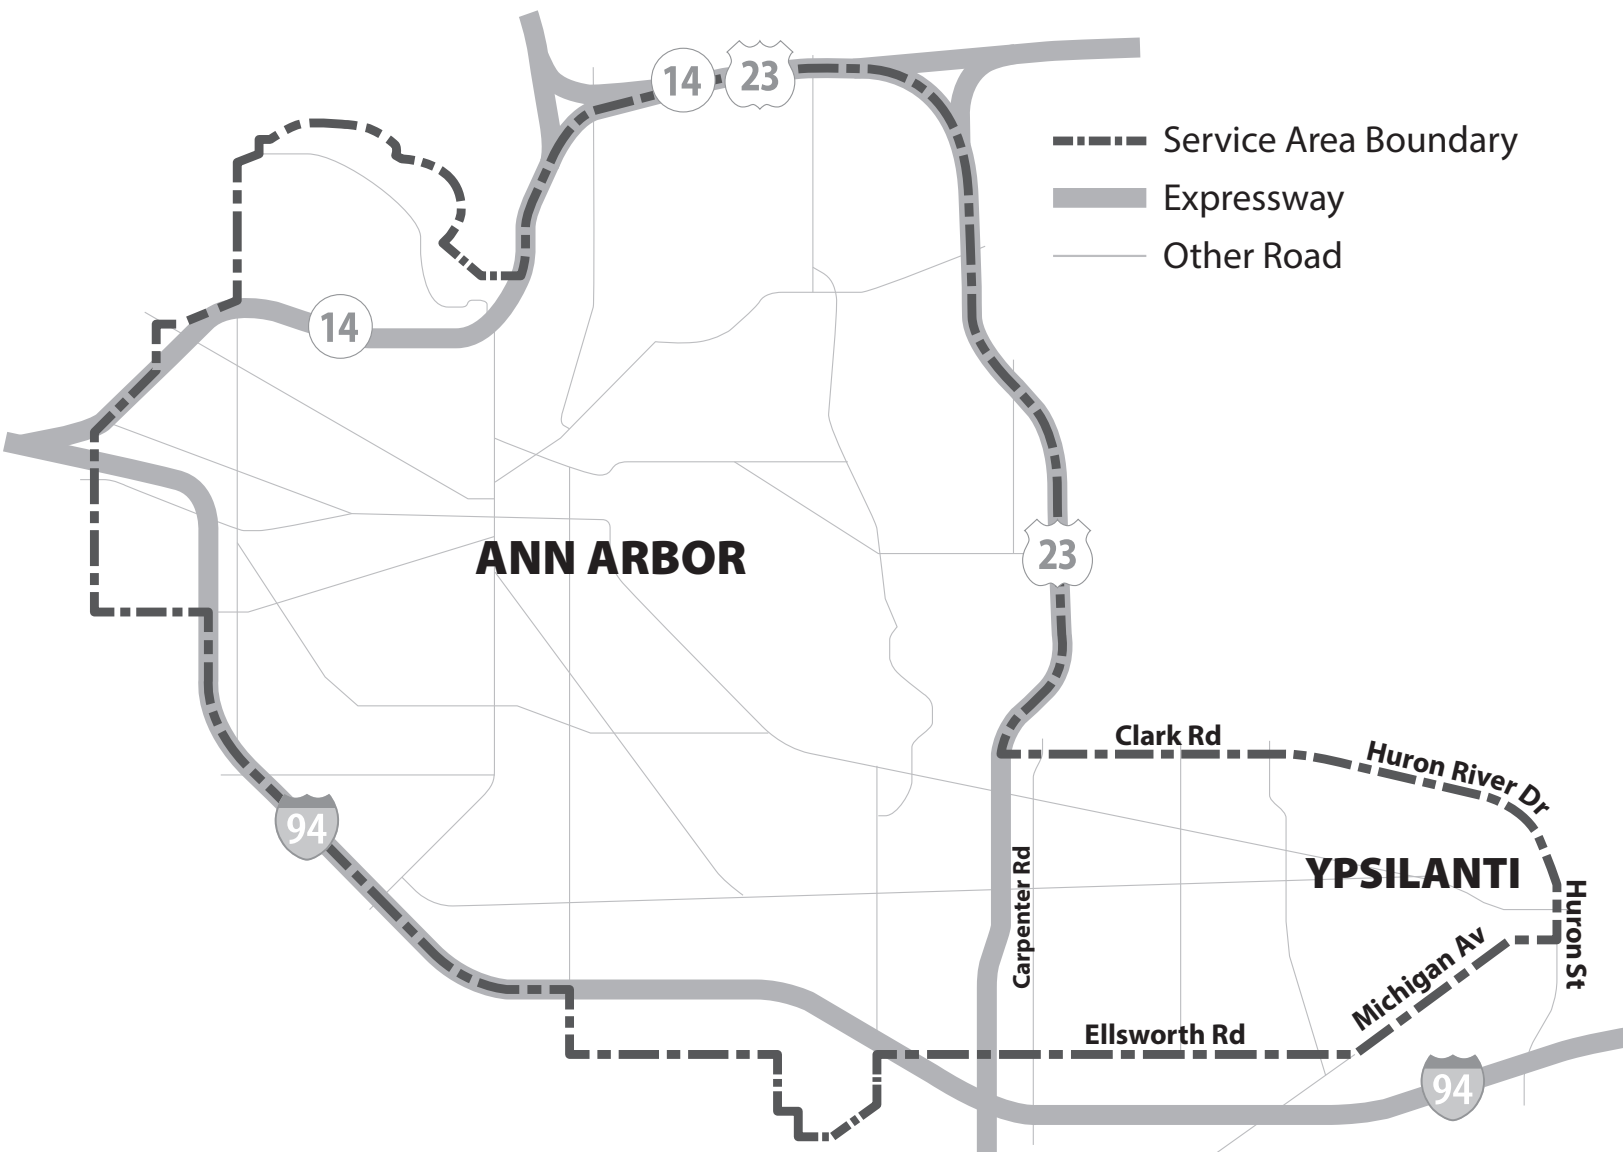 14
23
Service Area Boundary
Expressway
Other Road
14
ANN ARBOR
23
Clark Rd
Huron River Dr
94
Carpenter Rd
YPSILANTI
Huron St
Michigan Av
Ellsworth Rd
94